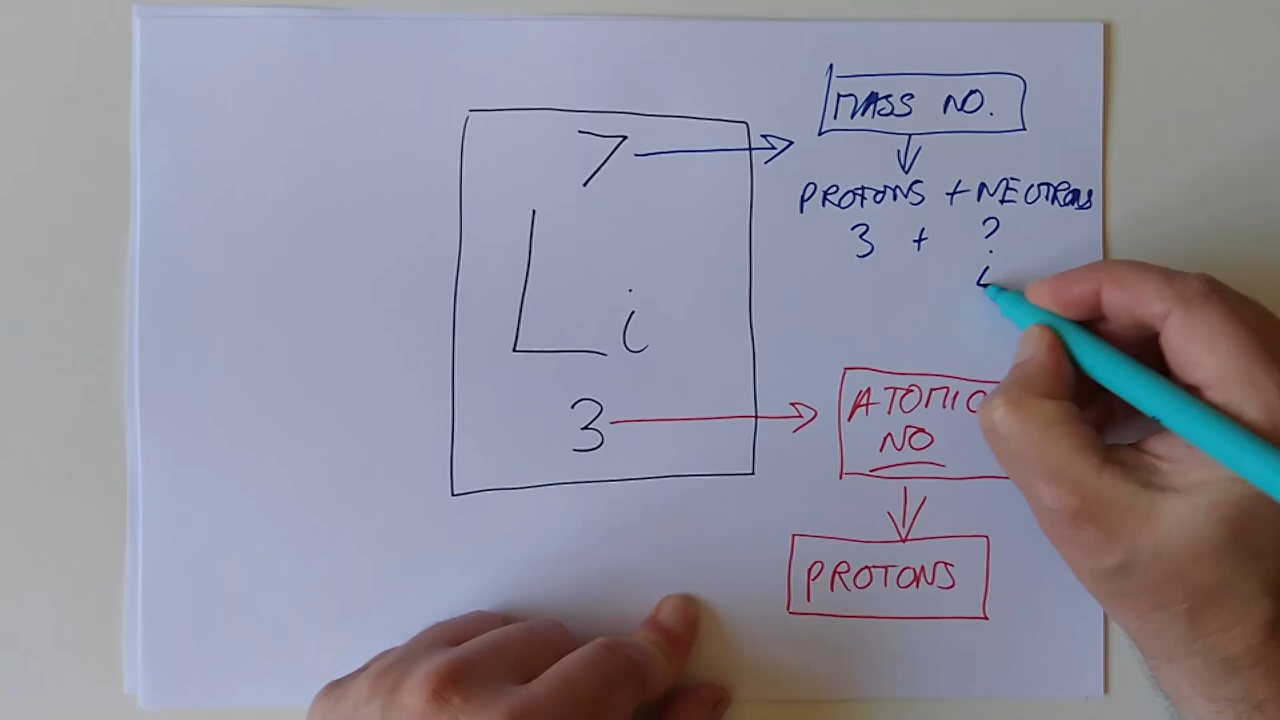 7
Li
3
MASS NO.
PROTONS + NEUTRONS
3 + ?
ATOMIC
NO
PROTONS